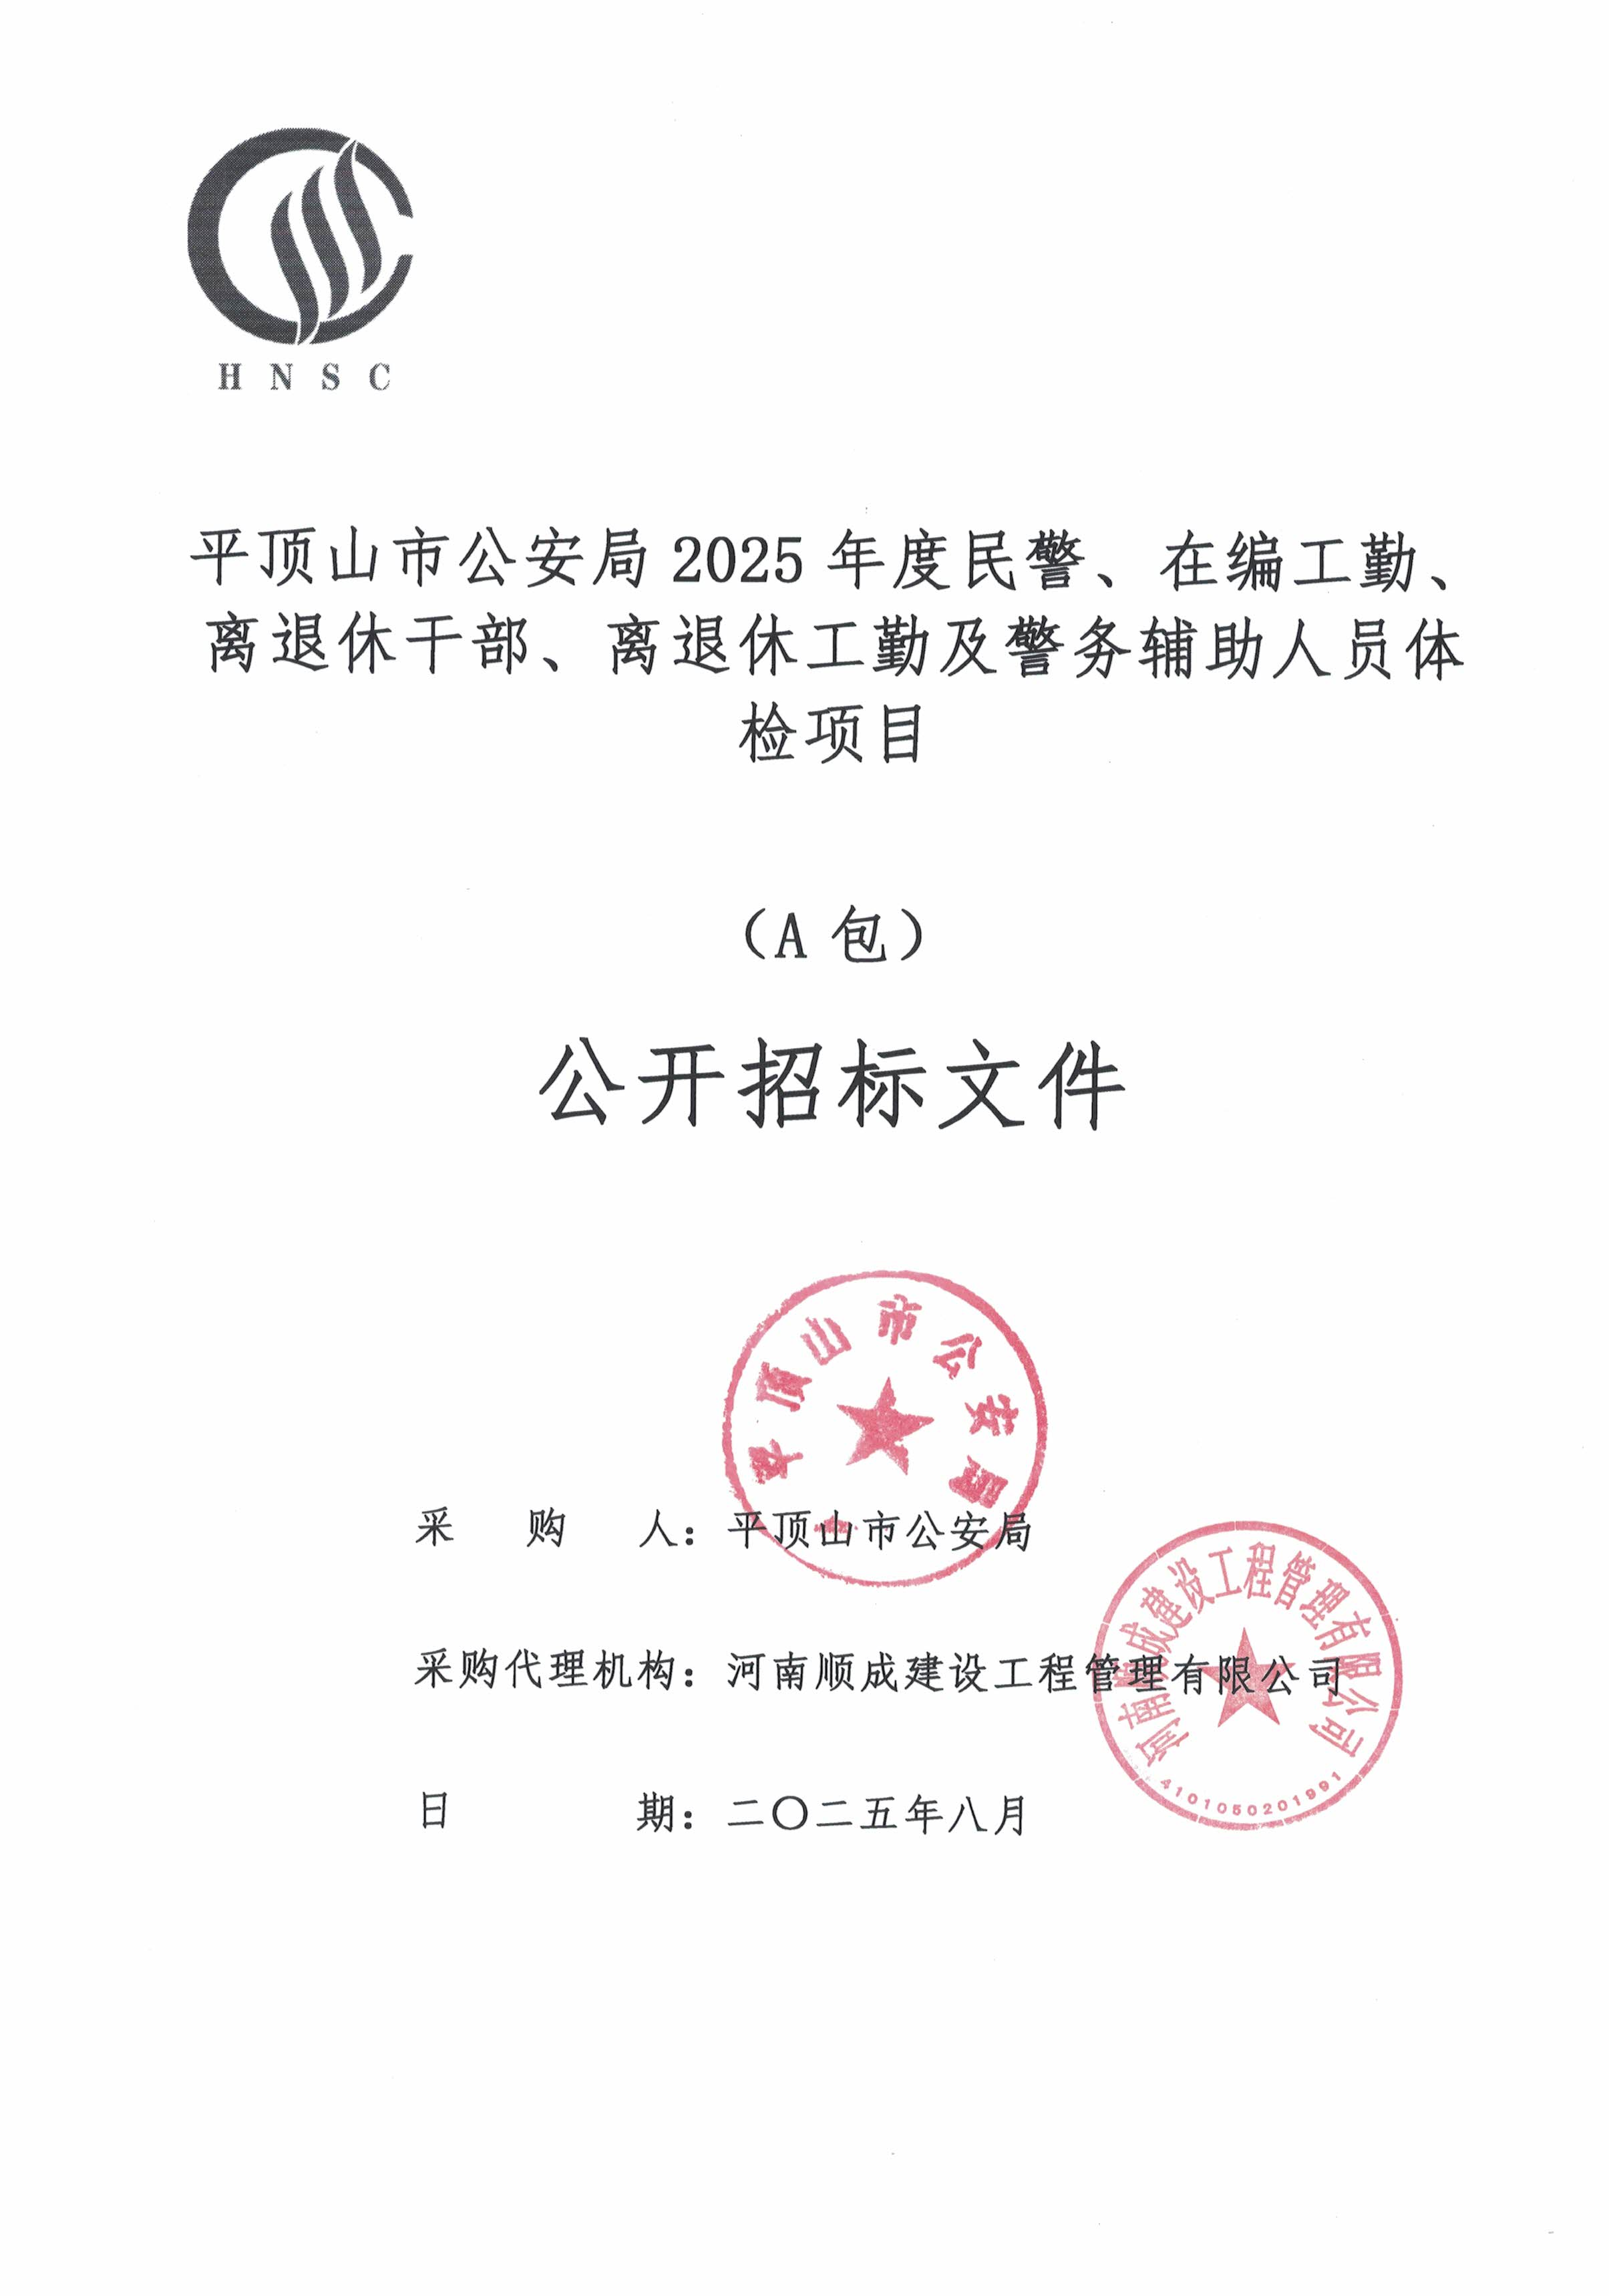 HNSC
平顶山市公安局 2025 年度民警、在编工勤、
离退休干部、离退休工勤及警务辅助人员体
检项目
（A 包）
公开招标文件
平顶山市公安局
采购人：平顶山市公安局
河南顺成建设工程管理有限公司
采购代理机构：河南顺成建设工程管理有限公司
4101050201991
日期：二〇二五年八月